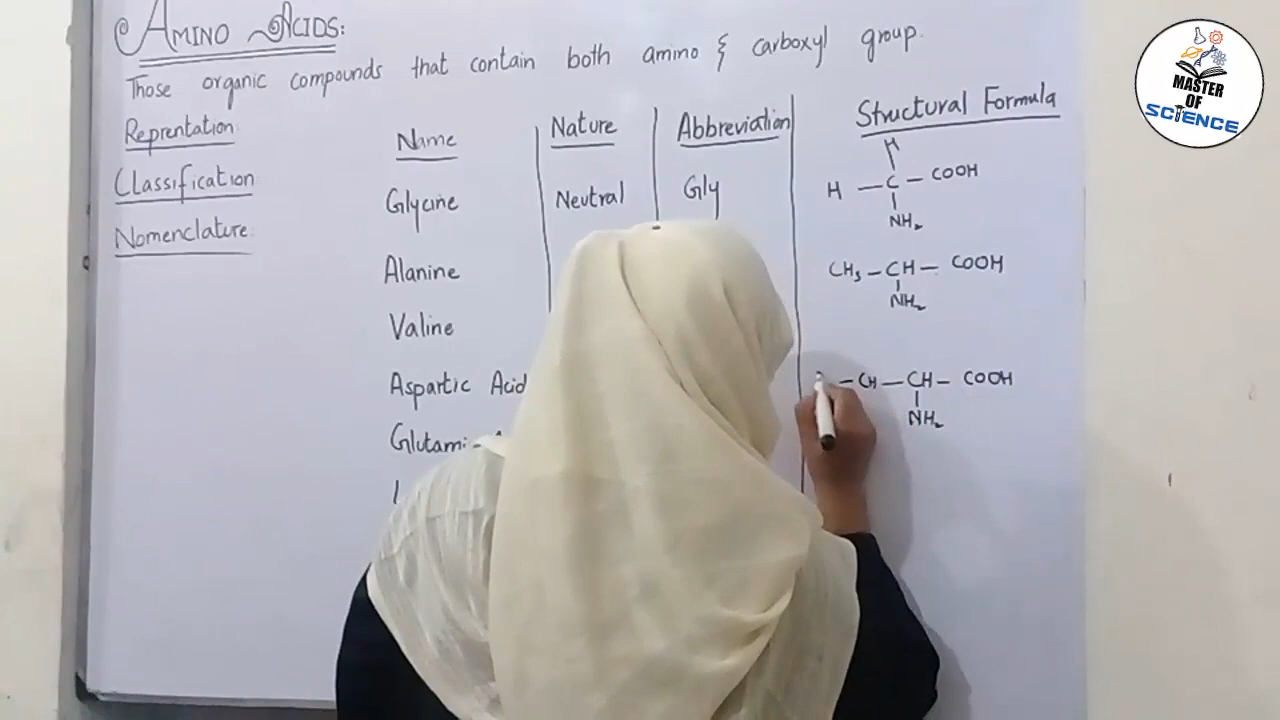 AMINO ACIDS:
Those organic compounds that contain both amino & carboxyl group.
Reprentation
Classification
Nomenclature
Name Nature Abbreviation Structural Formula
Glycine Neutral Gly
H
H — C — COOH
NH₂
Alanine
CH₃ — CH — COOH
NH₂
Valine
Aspartic Acid
— CH — CH — COOH
NH₂
MASTER
OF
SCIENCE